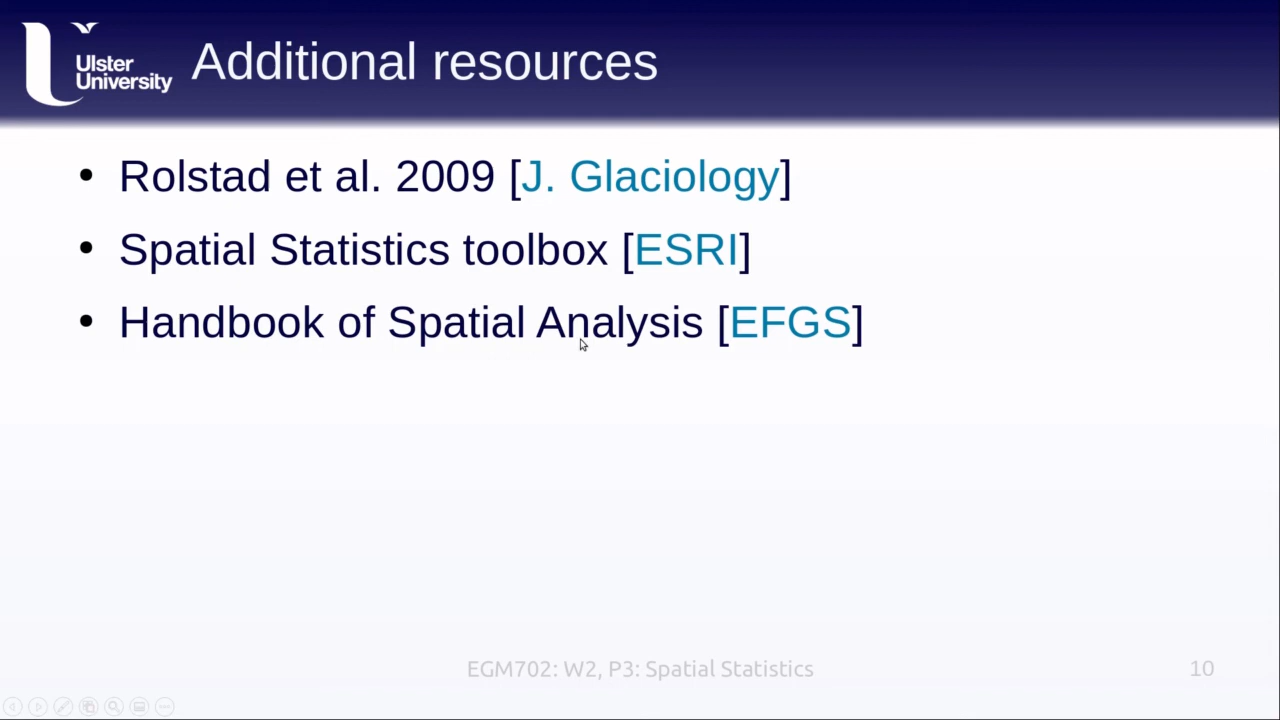 Ulster
University
Additional resources
• Rolstad et al. 2009 [J. Glaciology]
• Spatial Statistics toolbox [ESRI]
• Handbook of Spatial Analysis [EFGS]
EGM702: W2, P3: Spatial Statistics
10